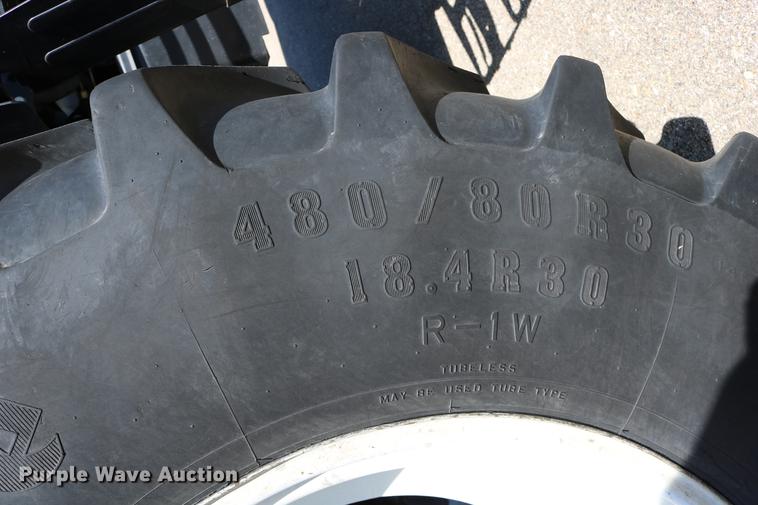 480/80R30
18.4R30
R-1W
TUBELESS
MAY BE USED TUBE TYPE
Purple Wave Auction